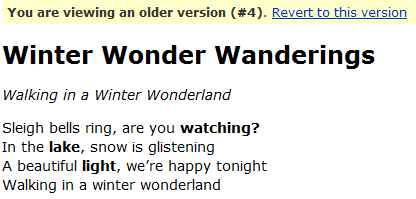 You are viewing an older version (#4). Revert to this version
Winter Wonder Wanderings
Walking in a Winter Wonderland
Sleigh bells ring, are you watching?
In the lake, snow is glistening
A beautiful light, we’re happy tonight
Walking in a winter wonderland